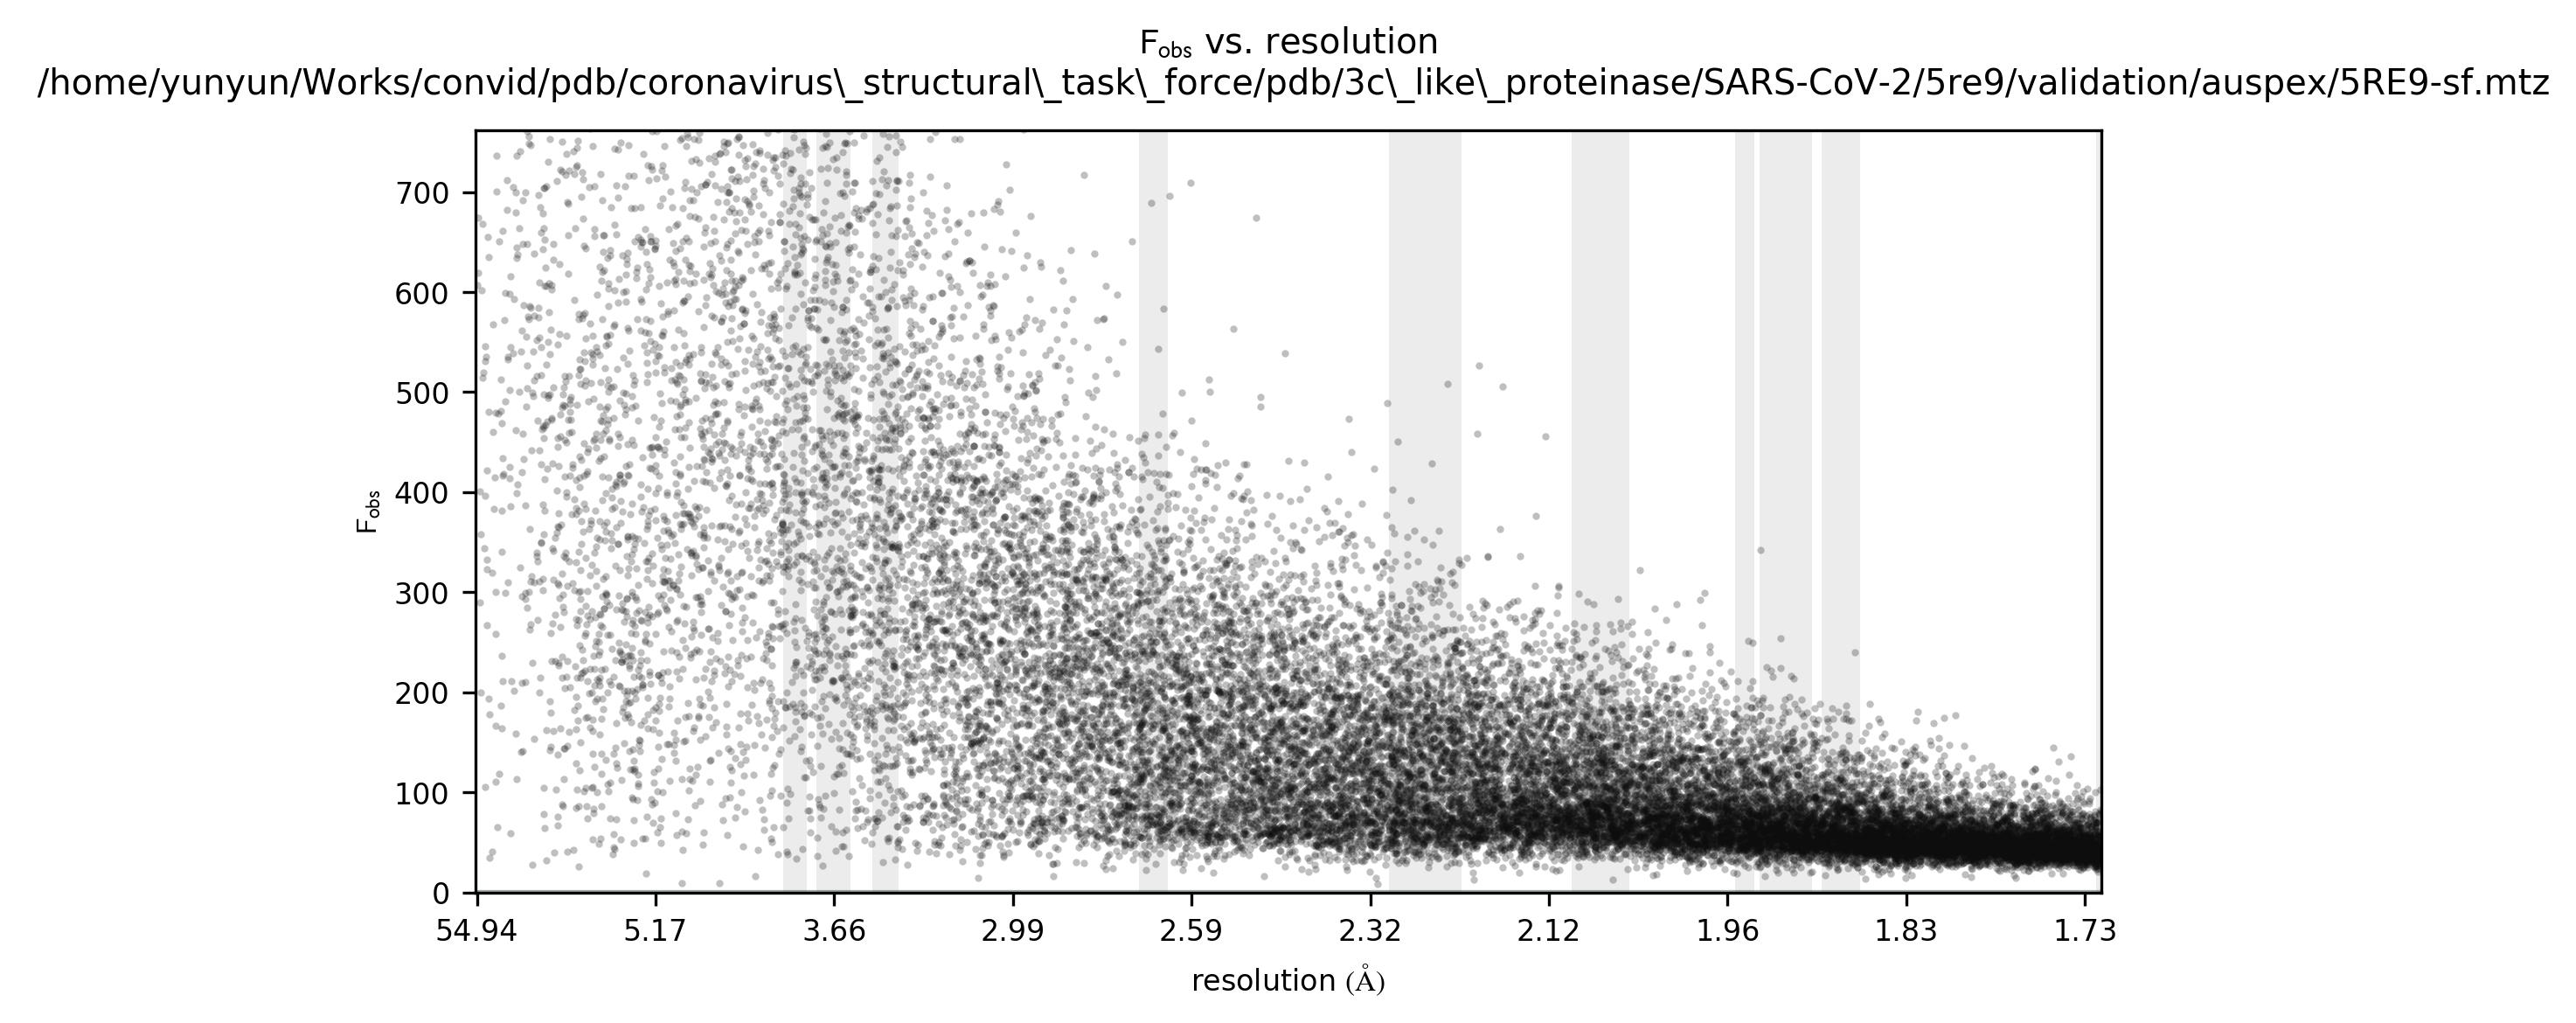 F_obs vs. resolution
/home/yunyun/Works/convid/pdb/coronavirus\_structural\_task\_force/pdb/3c\_like\_proteinase/SARS-CoV-2/5re9/validation/auspex/5RE9-sf.mtz
F_obs
700
600
500
400
300
200
100
0
54.94 5.17 3.66 2.99 2.59 2.32 2.12 1.96 1.83 1.73
resolution (Å)